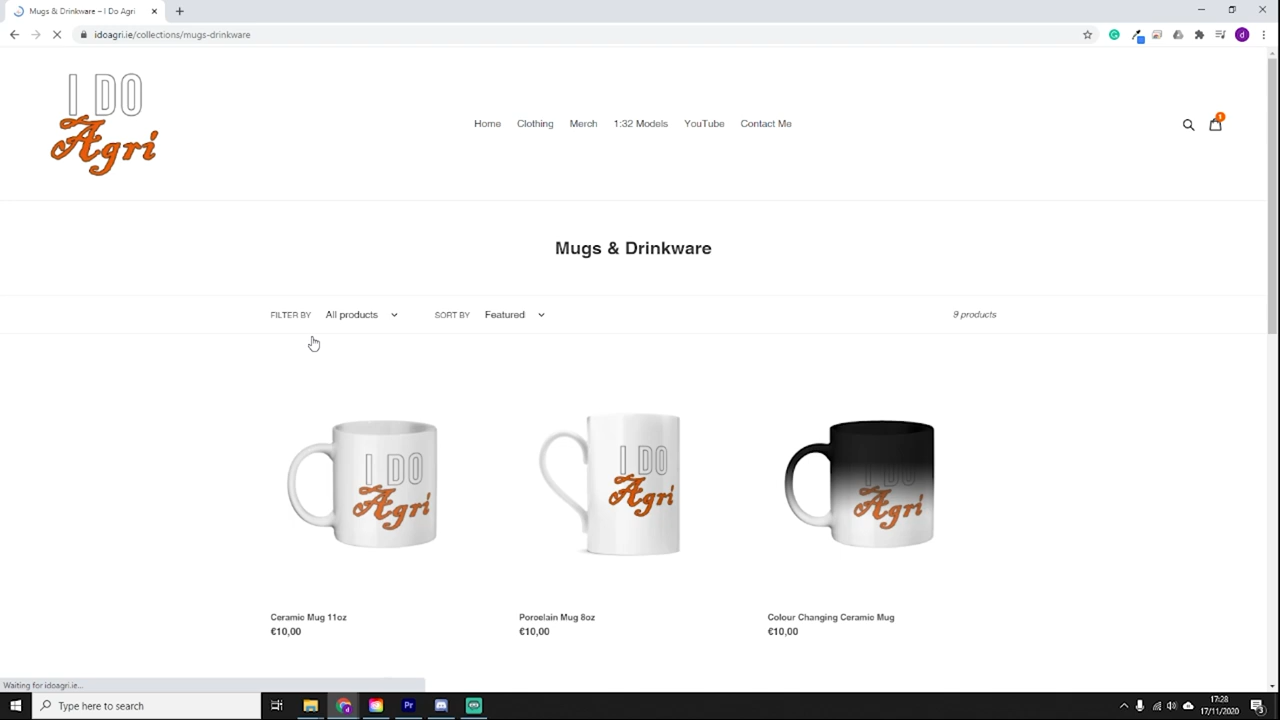 Mugs & Drinkware – I Do Agri
idoagri.ie/collections/mugs-drinkware
d
I DO
Agri
Home Clothing Merch 1:32 Models YouTube Contact Me
1
Mugs & Drinkware
FILTER BY All products SORT BY Featured 9 products
I DO
Agri
I DO
Agri
I DO
Agri
Ceramic Mug 11oz
€10,00
Porcelain Mug 8oz
€10,00
Colour Changing Ceramic Mug
€10,00
Waiting for idoagri.ie...
Type here to search
Pr
17:28
17/11/2020
3